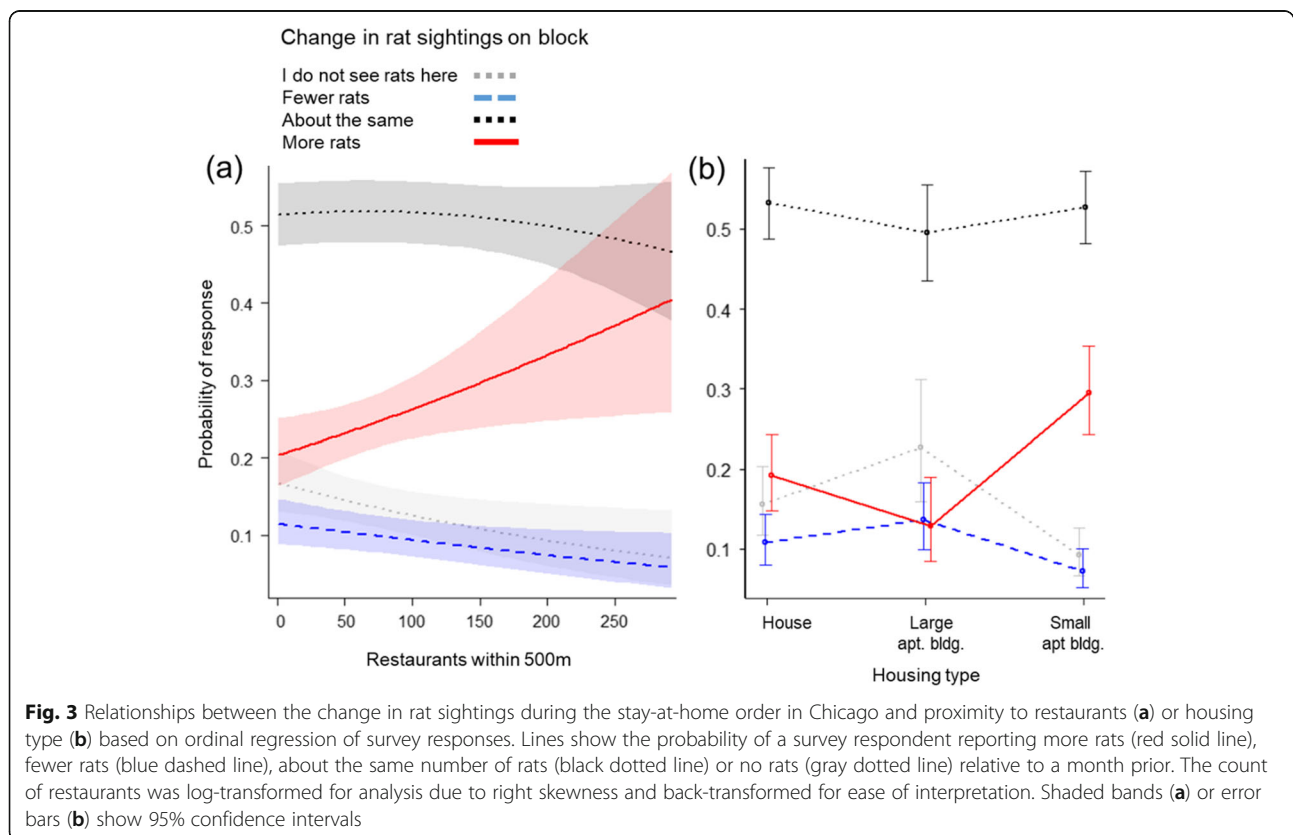 Change in rat sightings on block
I do not see rats here
Fewer rats
About the same
More rats
(a)
(b)
Probability of response
0.5
0.4
0.3
0.2
0.1
0
50
100
150
200
250
Restaurants within 500m
0.5
0.4
0.3
0.2
0.1
House
Large
apt. bldg.
Small
apt bldg.
Housing type
Fig. 3 Relationships between the change in rat sightings during the stay-at-home order in Chicago and proximity to restaurants (a) or housing
type (b) based on ordinal regression of survey responses. Lines show the probability of a survey respondent reporting more rats (red solid line),
fewer rats (blue dashed line), about the same number of rats (black dotted line) or no rats (gray dotted line) relative to a month prior. The count
of restaurants was log-transformed for analysis due to right skewness and back-transformed for ease of interpretation. Shaded bands (a) or error
bars (b) show 95% confidence intervals